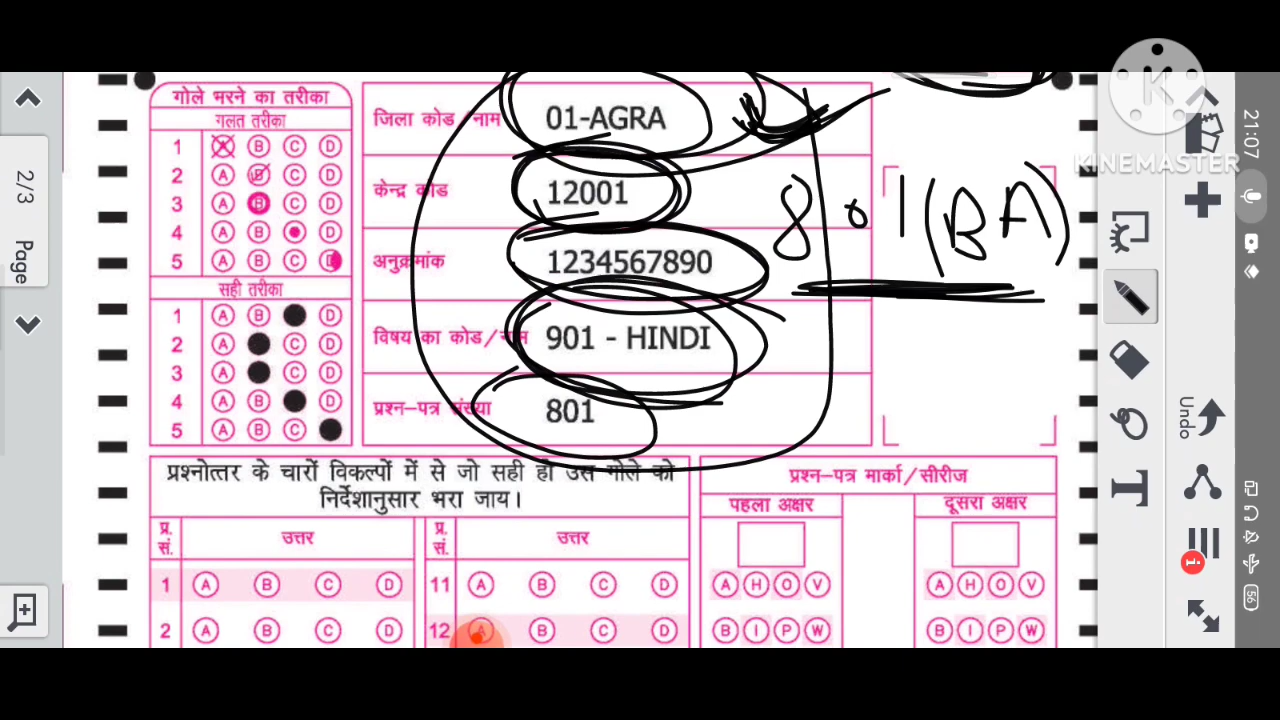 KINEMASTER
21:07
2/3
Page
Undo
56
गोले भरने का तरीका
गलत तरीका
1 A B C D
2 A B C D
3 A B C D
4 A B C D
5 A B C D
सही तरीका
1 A B C D
2 A B C D
3 A B C D
4 A B C D
5 A B C D
जिला कोड/नाम 01-AGRA
केन्द्र कोड 12001
अनुक्रमांक 1234567890
विषय का कोड/नाम 901 - HINDI
प्रश्न-पत्र संख्या 801
801 (BA)
प्रश्नोत्तर के चारों विकल्पों में से जो सही हो उस गोले को
निर्देशानुसार भरा जाय।
प्र. सं. उत्तर प्र. सं. उत्तर
1 A B C D 11 A B C D
2 A B C D 12 A B C D
प्रश्न-पत्र मार्का/सीरीज
पहला अक्षर दूसरा अक्षर
A H O V A H O V
B I P W B I P W